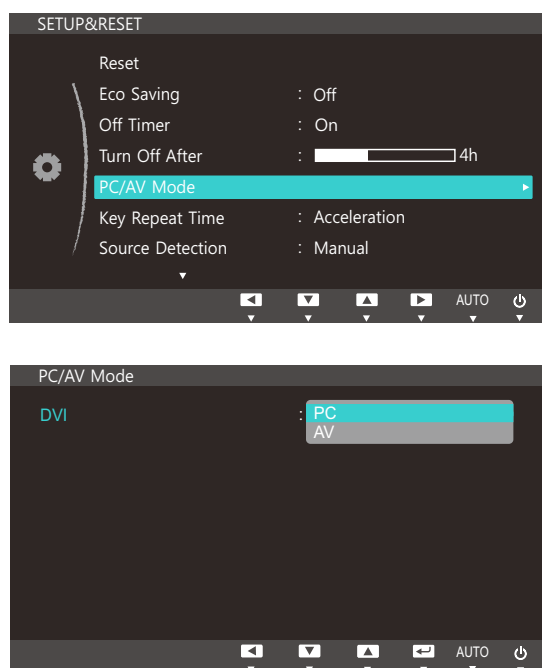 SETUP&RESET
Reset
Eco Saving : Off
Off Timer : On
Turn Off After : 4h
PC/AV Mode
Key Repeat Time : Acceleration
Source Detection : Manual
AUTO
PC/AV Mode
DVI : PC
AV
AUTO